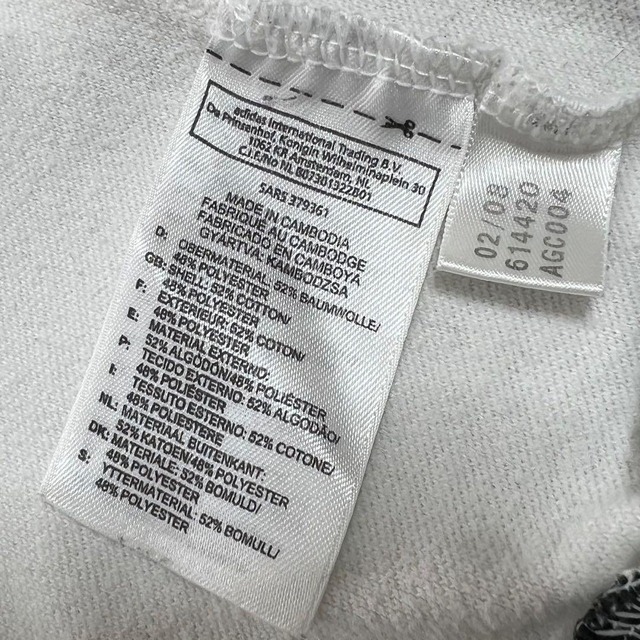 adidas International Trading B.V.
De Prinsenhof, Koningin Wilhelminaplein 30
1062 KR Amsterdam, NL
C.I.F./No NL 807301322B01
SARS 379361
MADE IN CAMBODIA
FABRIQUE AU CAMBODGE
FABRICADO EN CAMBOYA
GYÁRTVA: KAMBODZSA
D: OBERMATERIAL: 52% BAUMWOLLE/
48% POLYESTER
GB: SHELL: 52% COTTON/
48% POLYESTER
F: EXTERIEUR: 52% COTON/
48% POLYESTER
E: MATERIAL EXTERNO:
52% ALGODÓN/48% POLIÉSTER
P: TECIDO EXTERNO: 52% ALGODÃO/
48% POLIÉSTER
I: TESSUTO ESTERNO: 52% COTONE/
48% POLIESTERE
NL: MATERIAAL BUITENKANT:
52% KATOEN/48% POLYESTER
DK: MATERIALE: 52% BOMULD/
48% POLYESTER
S: YTTERMATERIAL: 52% BOMULL/
48% POLYESTER
02/08
614420
AGC004